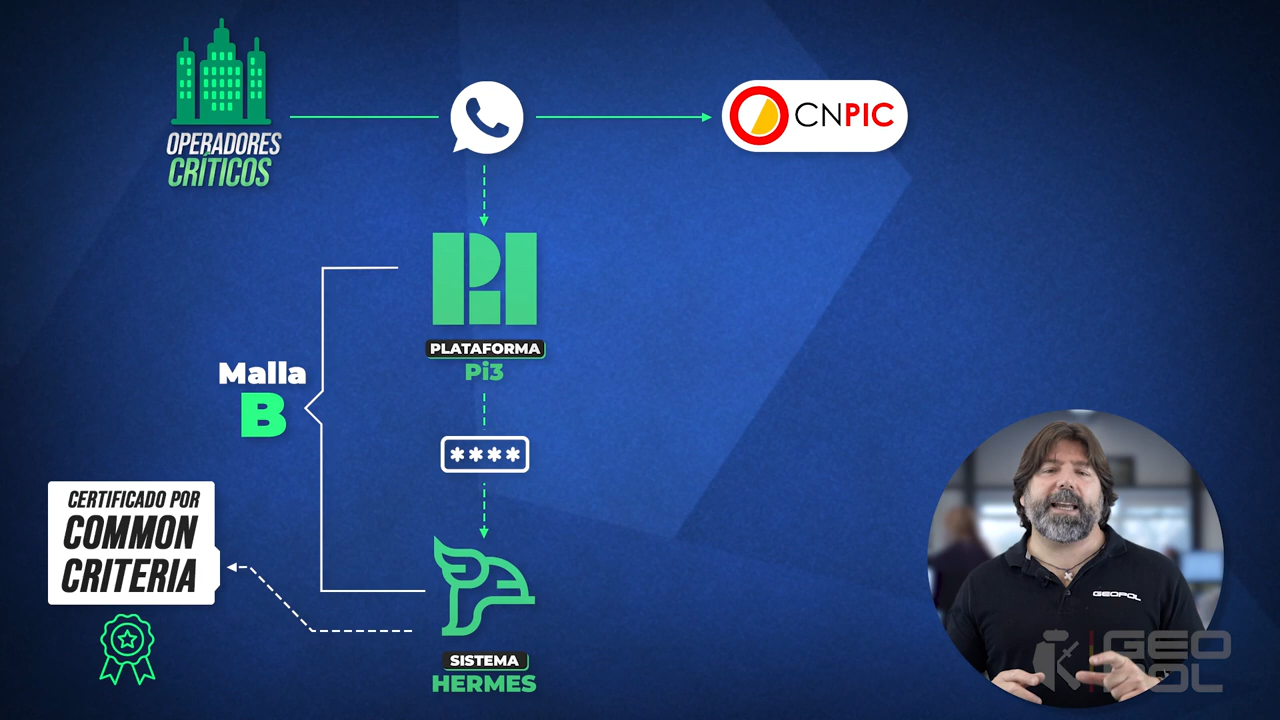 OPERADORES
CRÍTICOS
CNPIC
PLATAFORMA
Pi3
Malla
B
****
CERTIFICADO POR
COMMON
CRITERIA
SISTEMA
HERMES
GEOPOL
GEO
POL